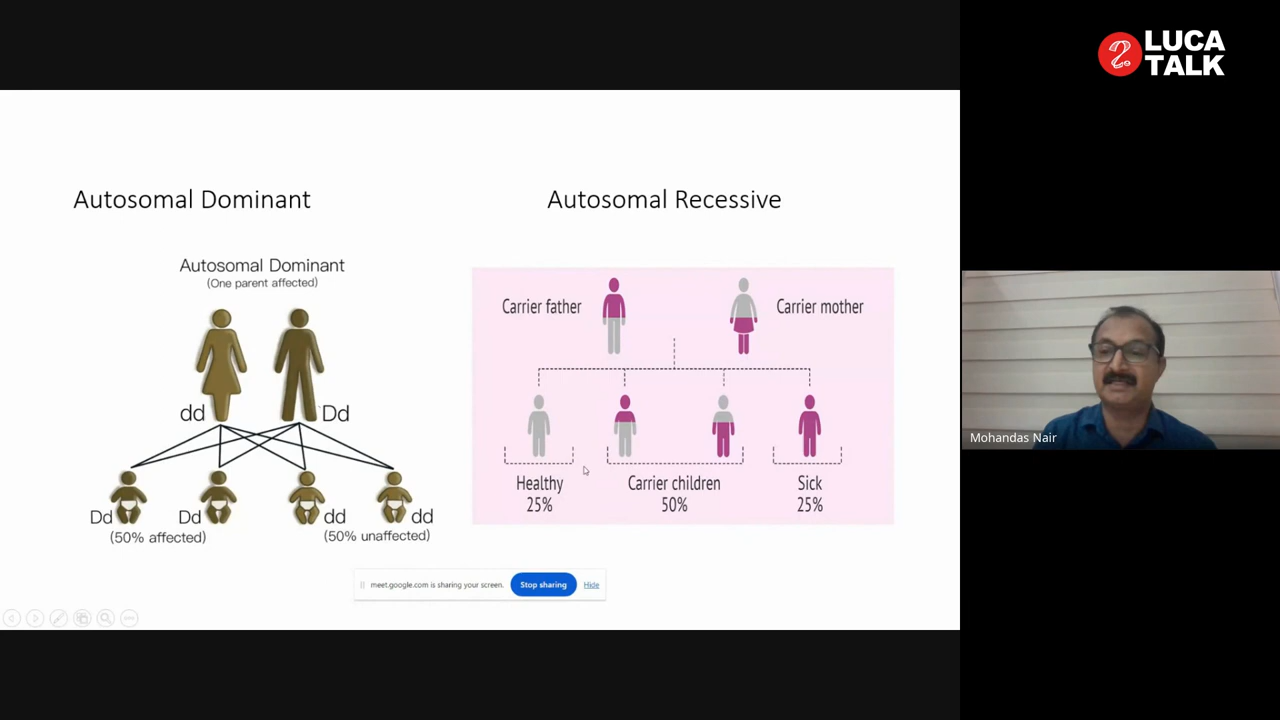 LUCA
TALK
Autosomal Dominant
Autosomal Recessive
Autosomal Dominant
(One parent affected)
dd
Dd
Dd
Dd
dd
dd
(50% affected)
(50% unaffected)
Carrier father
Carrier mother
Healthy
25%
Carrier children
50%
Sick
25%
meet.google.com is sharing your screen.
Stop sharing
Hide
Mohandas Nair